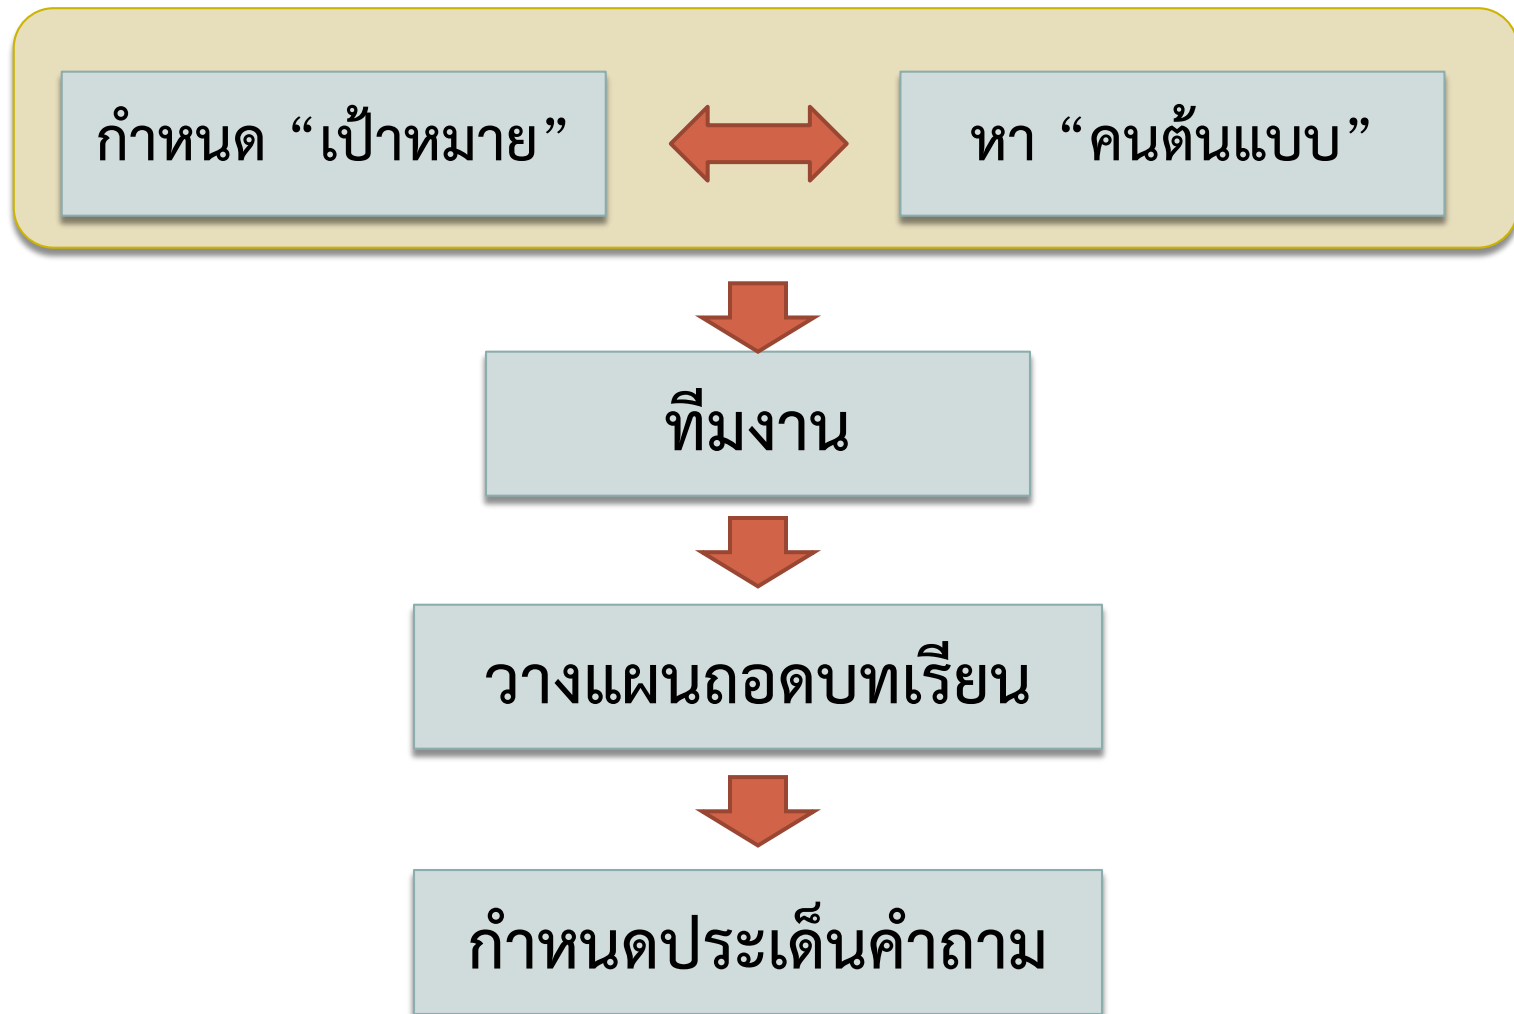 กำหนด “เป้าหมาย”
หา “คนต้นแบบ”
ทีมงาน
วางแผนถอดบทเรียน
กำหนดประเด็นคำถาม